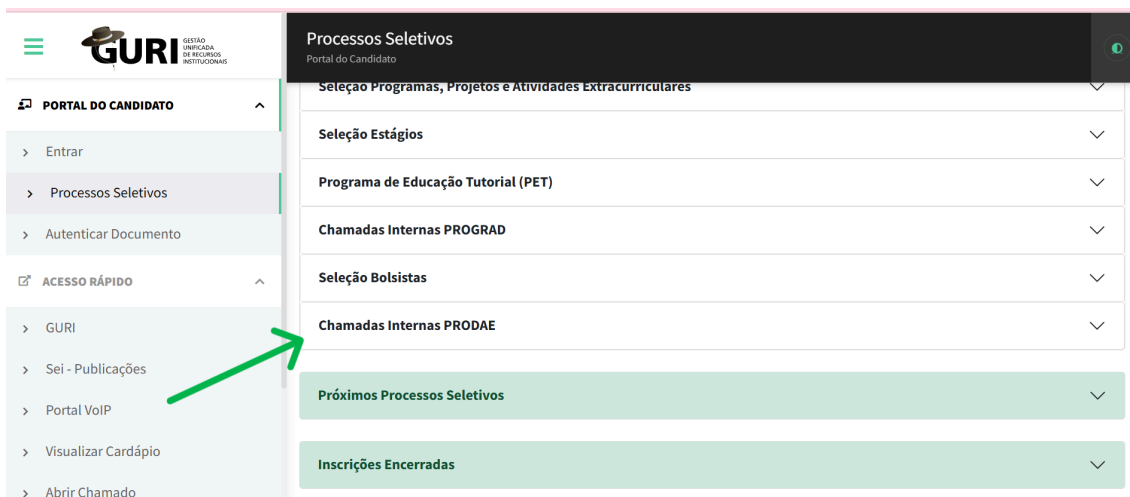 GURI
GESTÃO
UNIFICADA
DE RECURSOS
INSTITUCIONAIS
PORTAL DO CANDIDATO
Entrar
Processos Seletivos
Autenticar Documento
ACESSO RÁPIDO
GURI
Sei - Publicações
Portal VoIP
Visualizar Cardápio
Abrir Chamado
Processos Seletivos
Portal do Candidato
Seleção Programas, Projetos e Atividades Extracurriculares
Seleção Estágios
Programa de Educação Tutorial (PET)
Chamadas Internas PROGRAD
Seleção Bolsistas
Chamadas Internas PRODAE
Próximos Processos Seletivos
Inscrições Encerradas